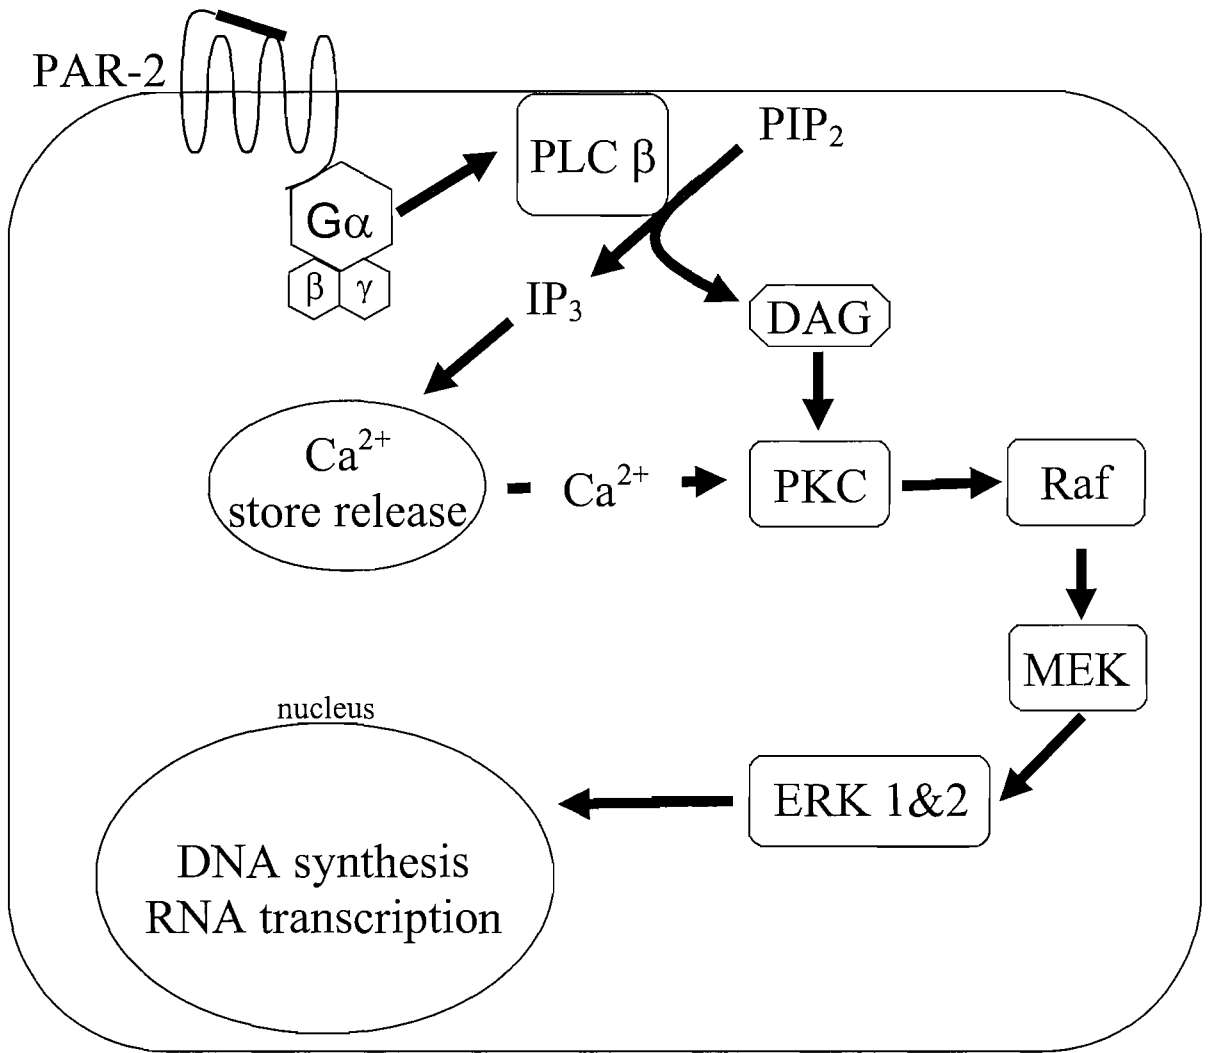 PAR-2
PIP₂
PLC β
Gα
β γ
IP₃
DAG
Ca²⁺
store release
Ca²⁺
PKC
Raf
MEK
nucleus
ERK 1&2
DNA synthesis
RNA transcription